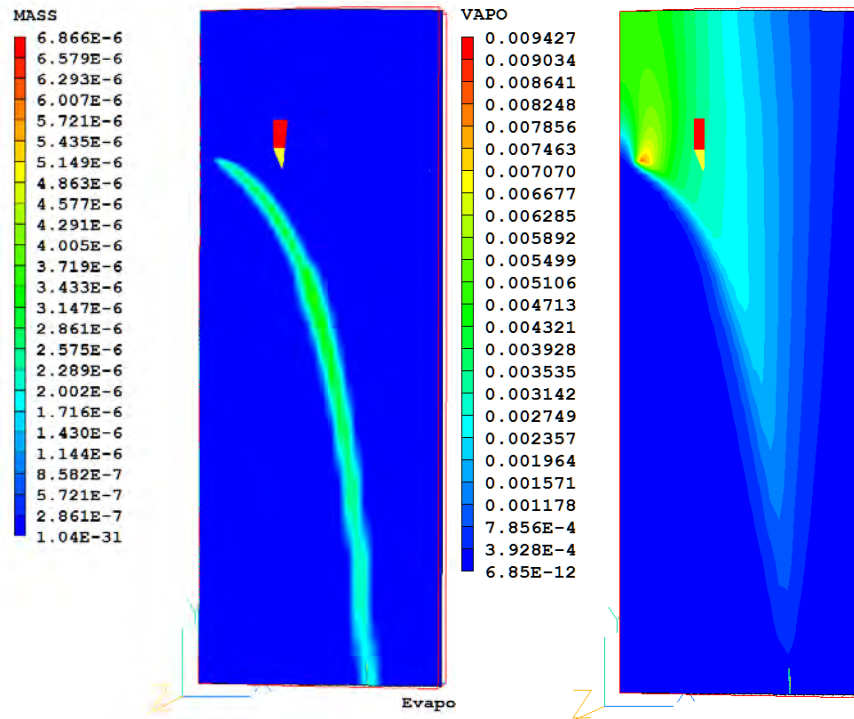 MASS
6.866E-6
6.579E-6
6.293E-6
6.007E-6
5.721E-6
5.435E-6
5.149E-6
4.863E-6
4.577E-6
4.291E-6
4.005E-6
3.719E-6
3.433E-6
3.147E-6
2.861E-6
2.575E-6
2.289E-6
2.002E-6
1.716E-6
1.430E-6
1.144E-6
8.582E-7
5.721E-7
2.861E-7
1.04E-31
Y
X
Z
Evapo
VAPO
0.009427
0.009034
0.008641
0.008248
0.007856
0.007463
0.007070
0.006677
0.006285
0.005892
0.005499
0.005106
0.004713
0.004321
0.003928
0.003535
0.003142
0.002749
0.002357
0.001964
0.001571
0.001178
7.856E-4
3.928E-4
6.85E-12
Y
X
Z